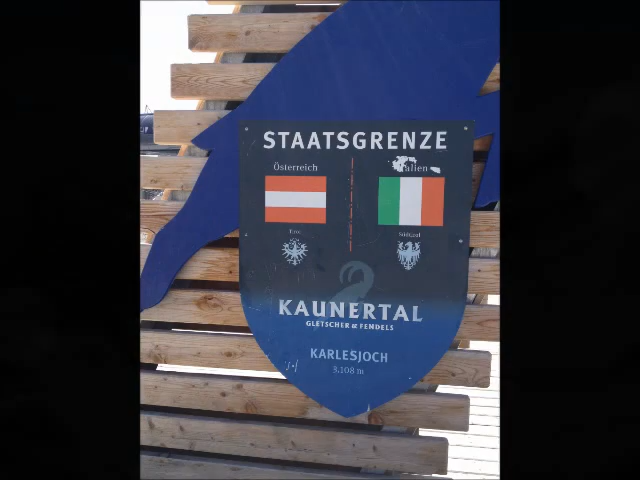 STAATSGRENZE
Österreich
Italien
Tirol
Südtirol
KAUNERTAL
GLETSCHER & FENDELS
KARLESJOCH
3.108 m